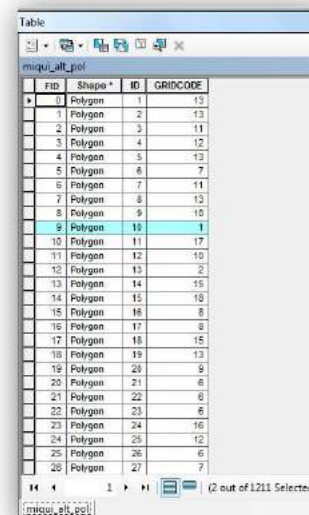 Table
miqui_alt_pol
FID Shape * ID GRIDCODE
0 Polygon 1 13
1 Polygon 2 13
2 Polygon 3 11
3 Polygon 4 12
4 Polygon 5 13
5 Polygon 6 7
6 Polygon 7 11
7 Polygon 8 13
8 Polygon 9 10
9 Polygon 10 1
10 Polygon 11 17
11 Polygon 12 10
12 Polygon 13 2
13 Polygon 14 15
14 Polygon 15 18
15 Polygon 16 8
16 Polygon 17 8
17 Polygon 18 15
18 Polygon 19 13
19 Polygon 20 9
20 Polygon 21 6
21 Polygon 22 6
22 Polygon 23 6
23 Polygon 24 16
24 Polygon 25 12
25 Polygon 26 6
26 Polygon 27 7
1 (2 out of 1211 Selected
miqui_alt_pol